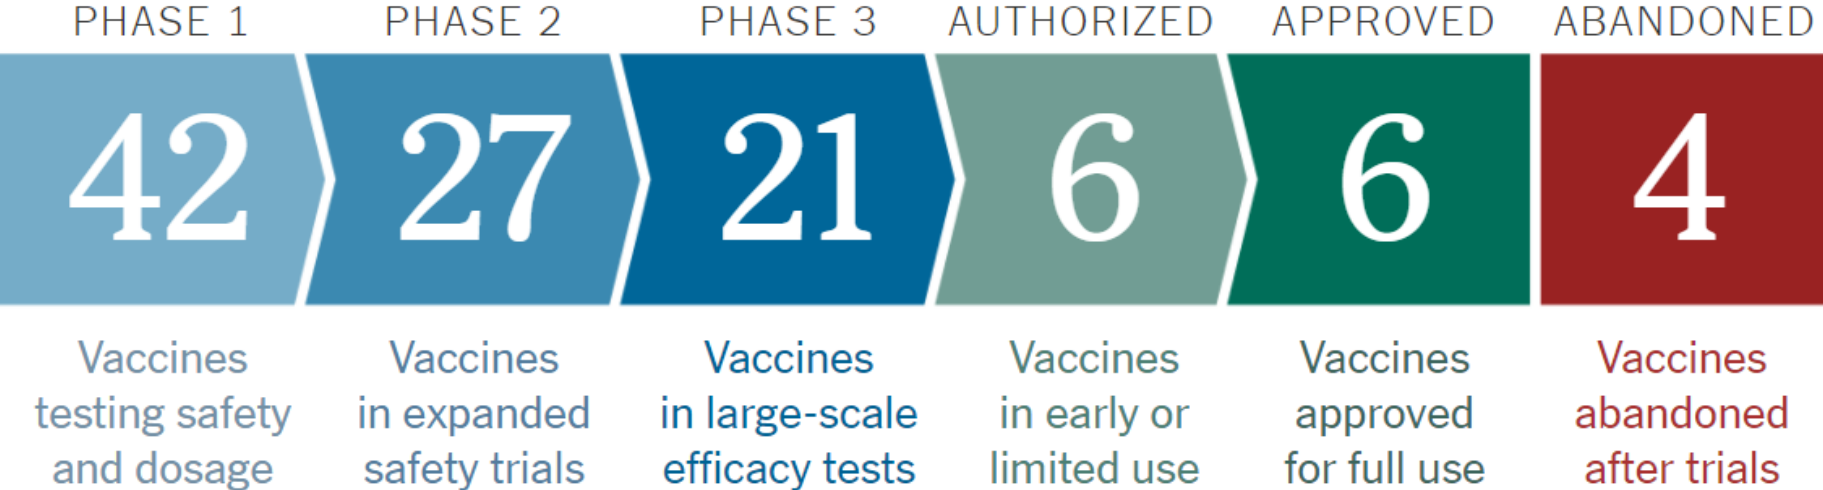 PHASE 1 PHASE 2 PHASE 3 AUTHORIZED APPROVED ABANDONED
42 27 21 6 6 4
Vaccines testing safety and dosage
Vaccines in expanded safety trials
Vaccines in large-scale efficacy tests
Vaccines in early or limited use
Vaccines approved for full use
Vaccines abandoned after trials